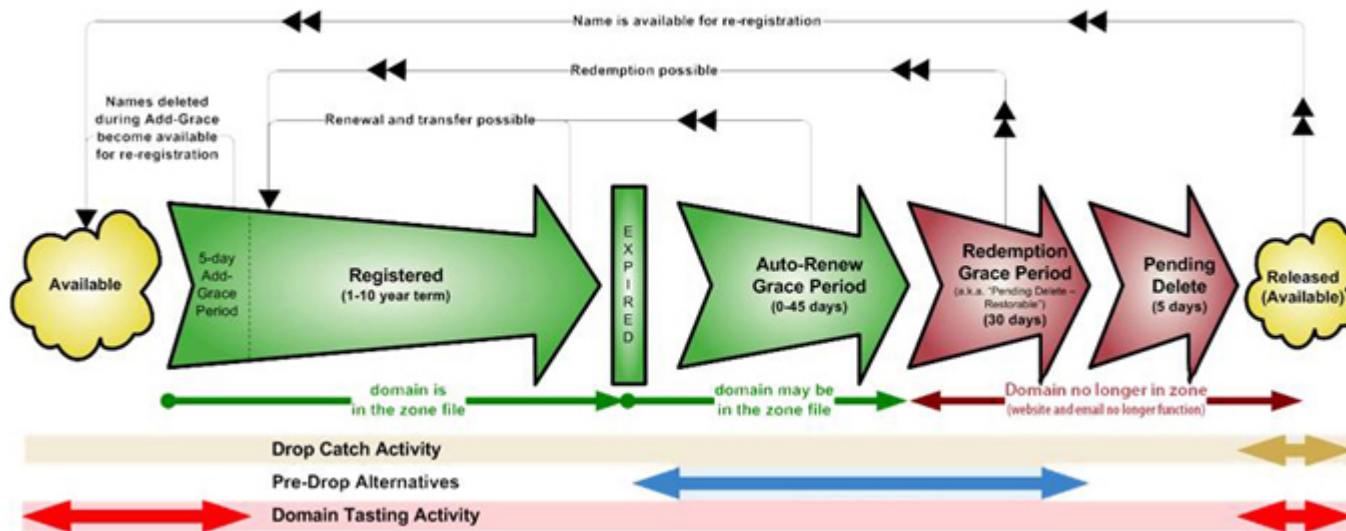 Name is available for re-registration
Redemption possible
Names deleted
during Add-Grace
become available
for re-registration
Renewal and transfer possible
Available
5-day
Add-
Grace
Period
Registered
(1-10 year term)
EXPIRED
Auto-Renew
Grace Period
(0-45 days)
Redemption
Grace Period
(a.k.a. "Pending Delete –
Restorable")
(30 days)
Pending
Delete
(5 days)
Released
(Available)
domain is
in the zone file
domain may be
in the zone file
Domain no longer in zone
(website and email no longer function)
Drop Catch Activity
Pre-Drop Alternatives
Domain Tasting Activity